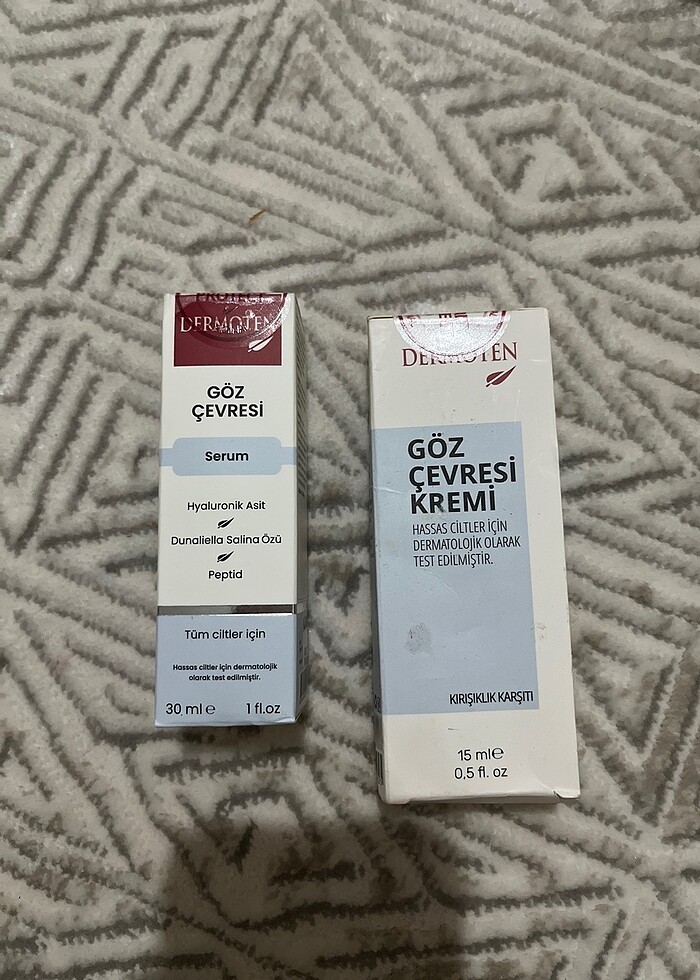 DERMOTEN
GÖZ
ÇEVRESİ
Serum
Hyaluronik Asit
Dunaliella Salina Özü
Peptid
Tüm ciltler için
Hassas ciltler için dermatolojik
olarak test edilmiştir.
30 ml e 1 fl.oz
DERMOTEN
GÖZ
ÇEVRESİ
KREMİ
HASSAS CİLTLER İÇİN
DERMATOLOJİK OLARAK
TEST EDİLMİŞTİR.
KIRIŞIKLIK KARŞITI
15 ml e
0,5 fl. oz